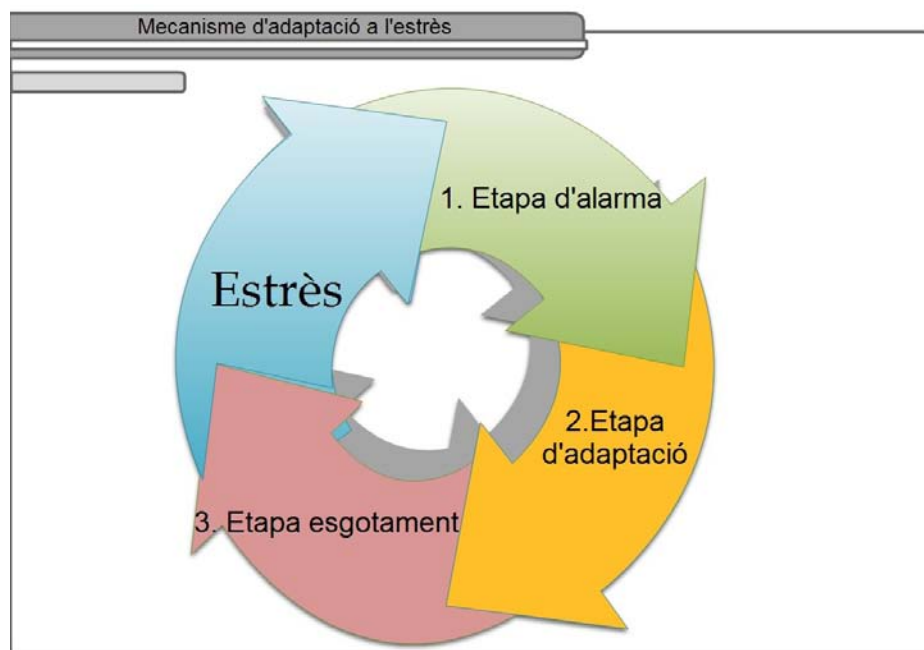 Mecanisme d'adaptació a l'estrès
1. Etapa d'alarma
Estrès
2.Etapa
d'adaptació
3. Etapa esgotament